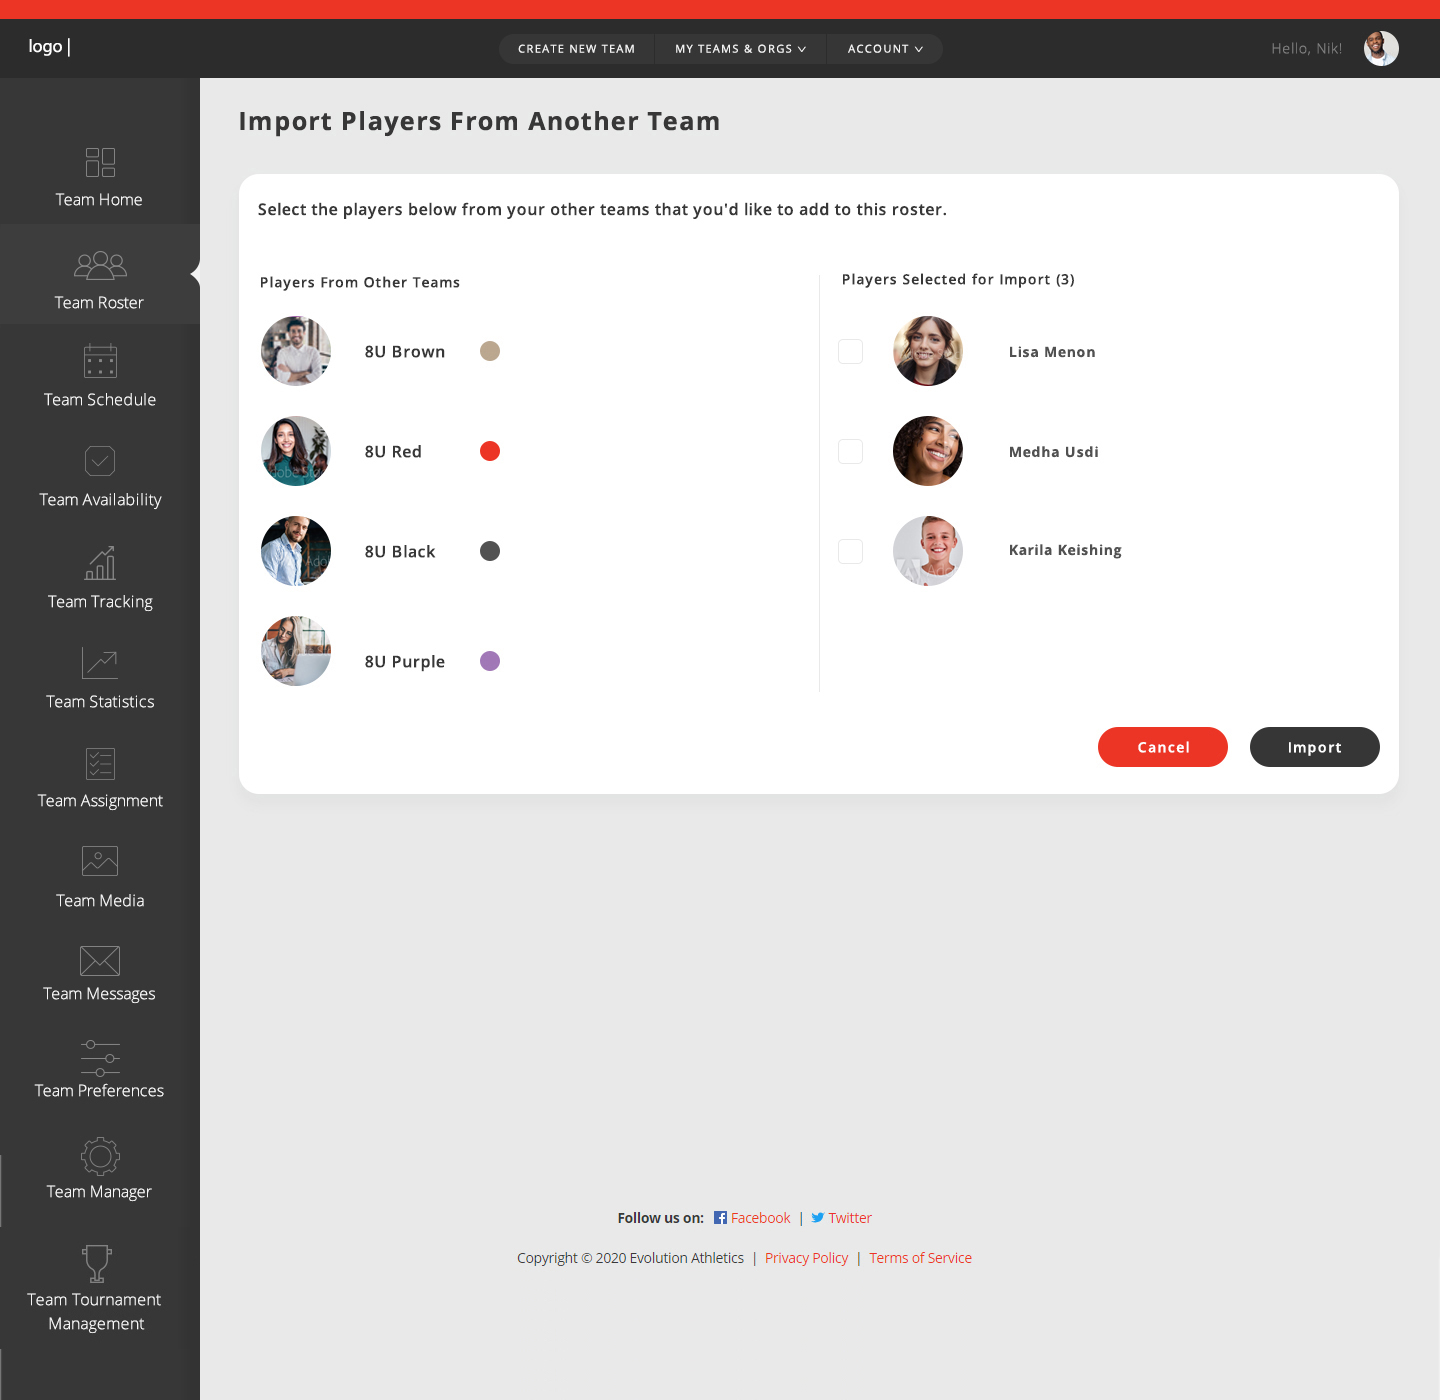 logo |
CREATE NEW TEAM
MY TEAMS & ORGS
ACCOUNT
Hello, Nik!
Import Players From Another Team
Team Home
Team Roster
Team Schedule
Team Availability
Team Tracking
Team Statistics
Team Assignment
Team Media
Team Messages
Team Preferences
Team Manager
Team Tournament
Management
Select the players below from your other teams that you'd like to add to this roster.
Players From Other Teams
8U Brown
8U Red
8U Black
8U Purple
Players Selected for Import (3)
Lisa Menon
Medha Usdi
Karila Keishing
Cancel
Import
Follow us on: Facebook | Twitter
Copyright © 2020 Evolution Athletics | Privacy Policy | Terms of Service